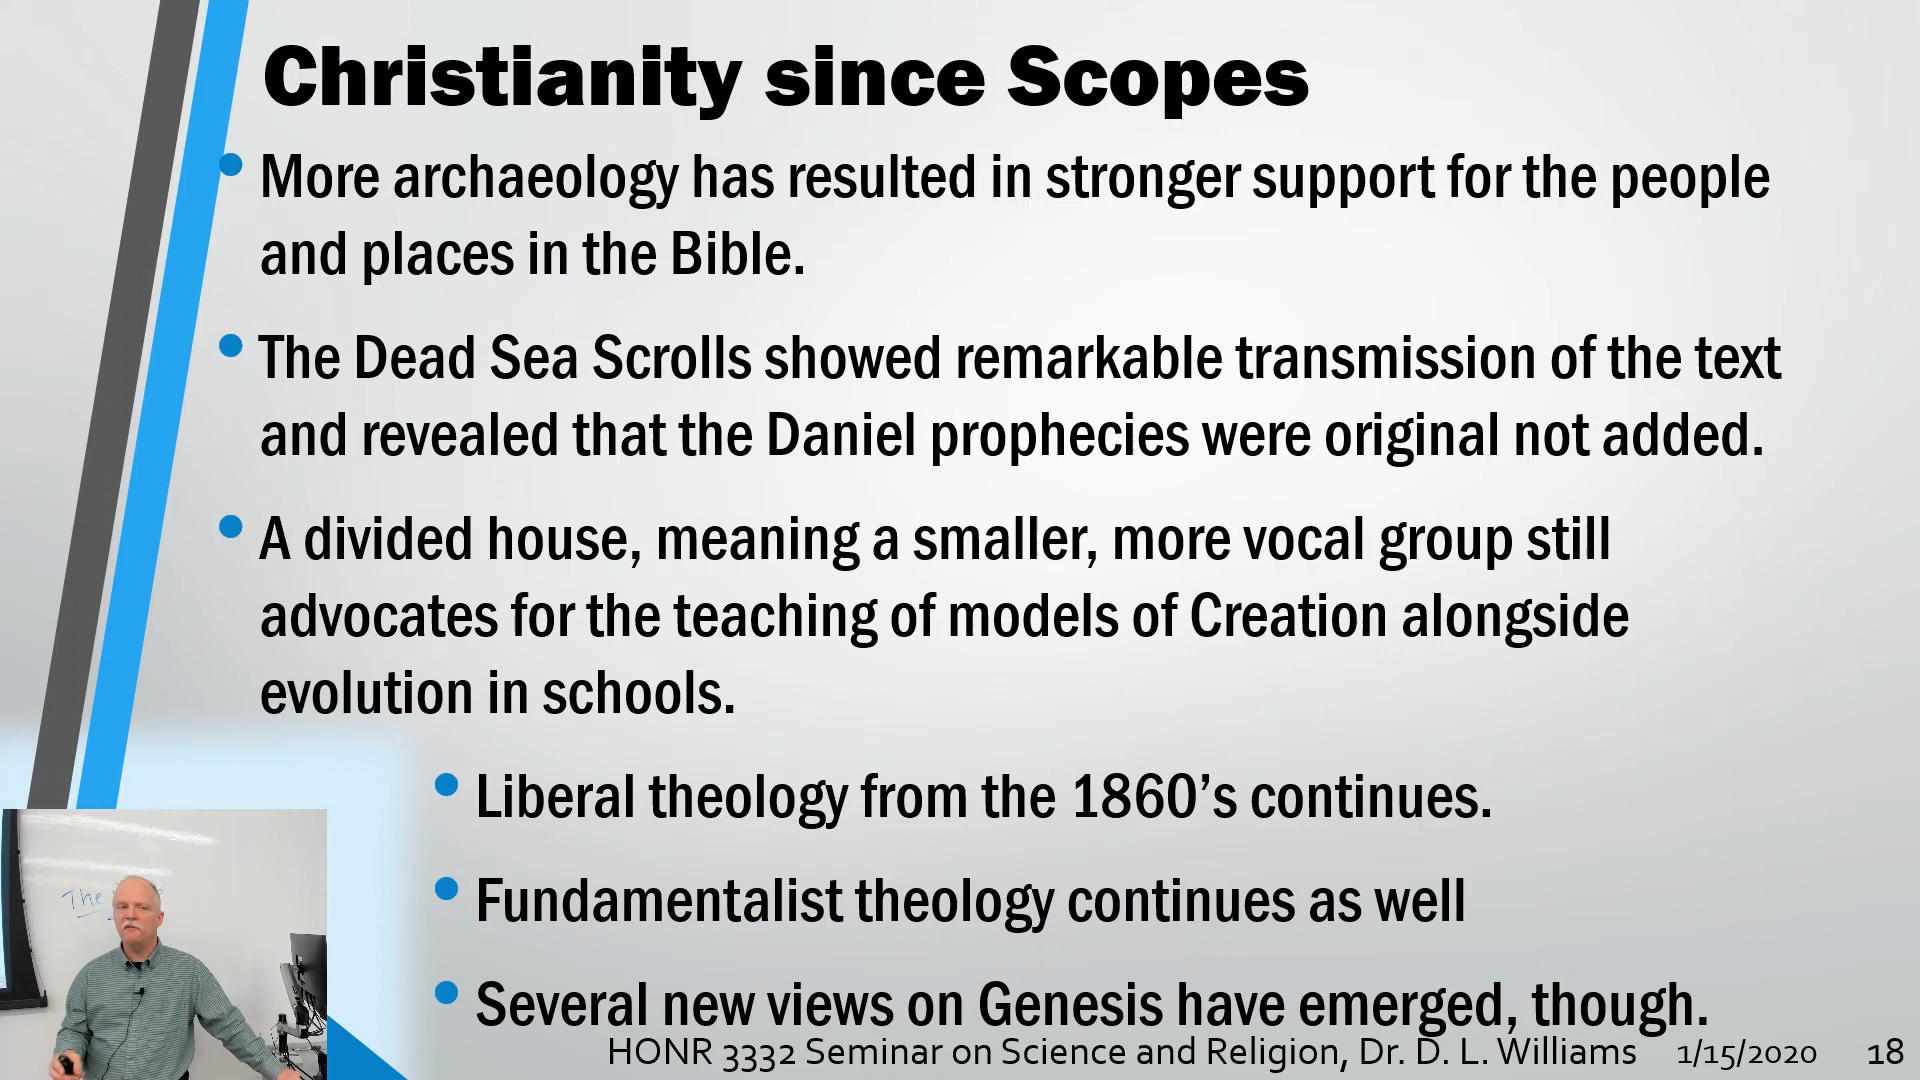 Christianity since Scopes
• More archaeology has resulted in stronger support for the people
and places in the Bible.
• The Dead Sea Scrolls showed remarkable transmission of the text
and revealed that the Daniel prophecies were original not added.
• A divided house, meaning a smaller, more vocal group still
advocates for the teaching of models of Creation alongside
evolution in schools.
• Liberal theology from the 1860’s continues.
• Fundamentalist theology continues as well
• Several new views on Genesis have emerged, though.
HONR 3332 Seminar on Science and Religion, Dr. D. L. Williams 1/15/2020 18
The